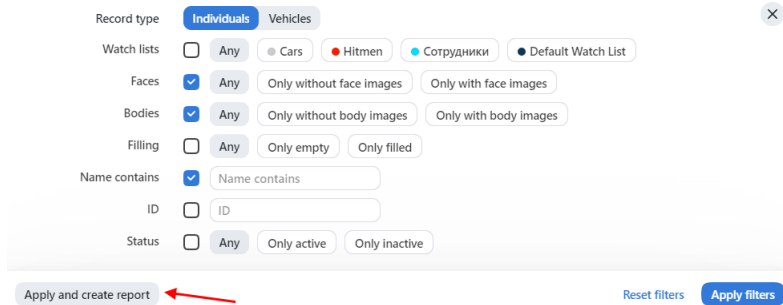 Record type Individuals Vehicles
Watch lists Any Cars Hitmen Сотрудники Default Watch List
Faces Any Only without face images Only with face images
Bodies Any Only without body images Only with body images
Filling Any Only empty Only filled
Name contains Name contains
ID ID
Status Any Only active Only inactive
Apply and create report Reset filters Apply filters